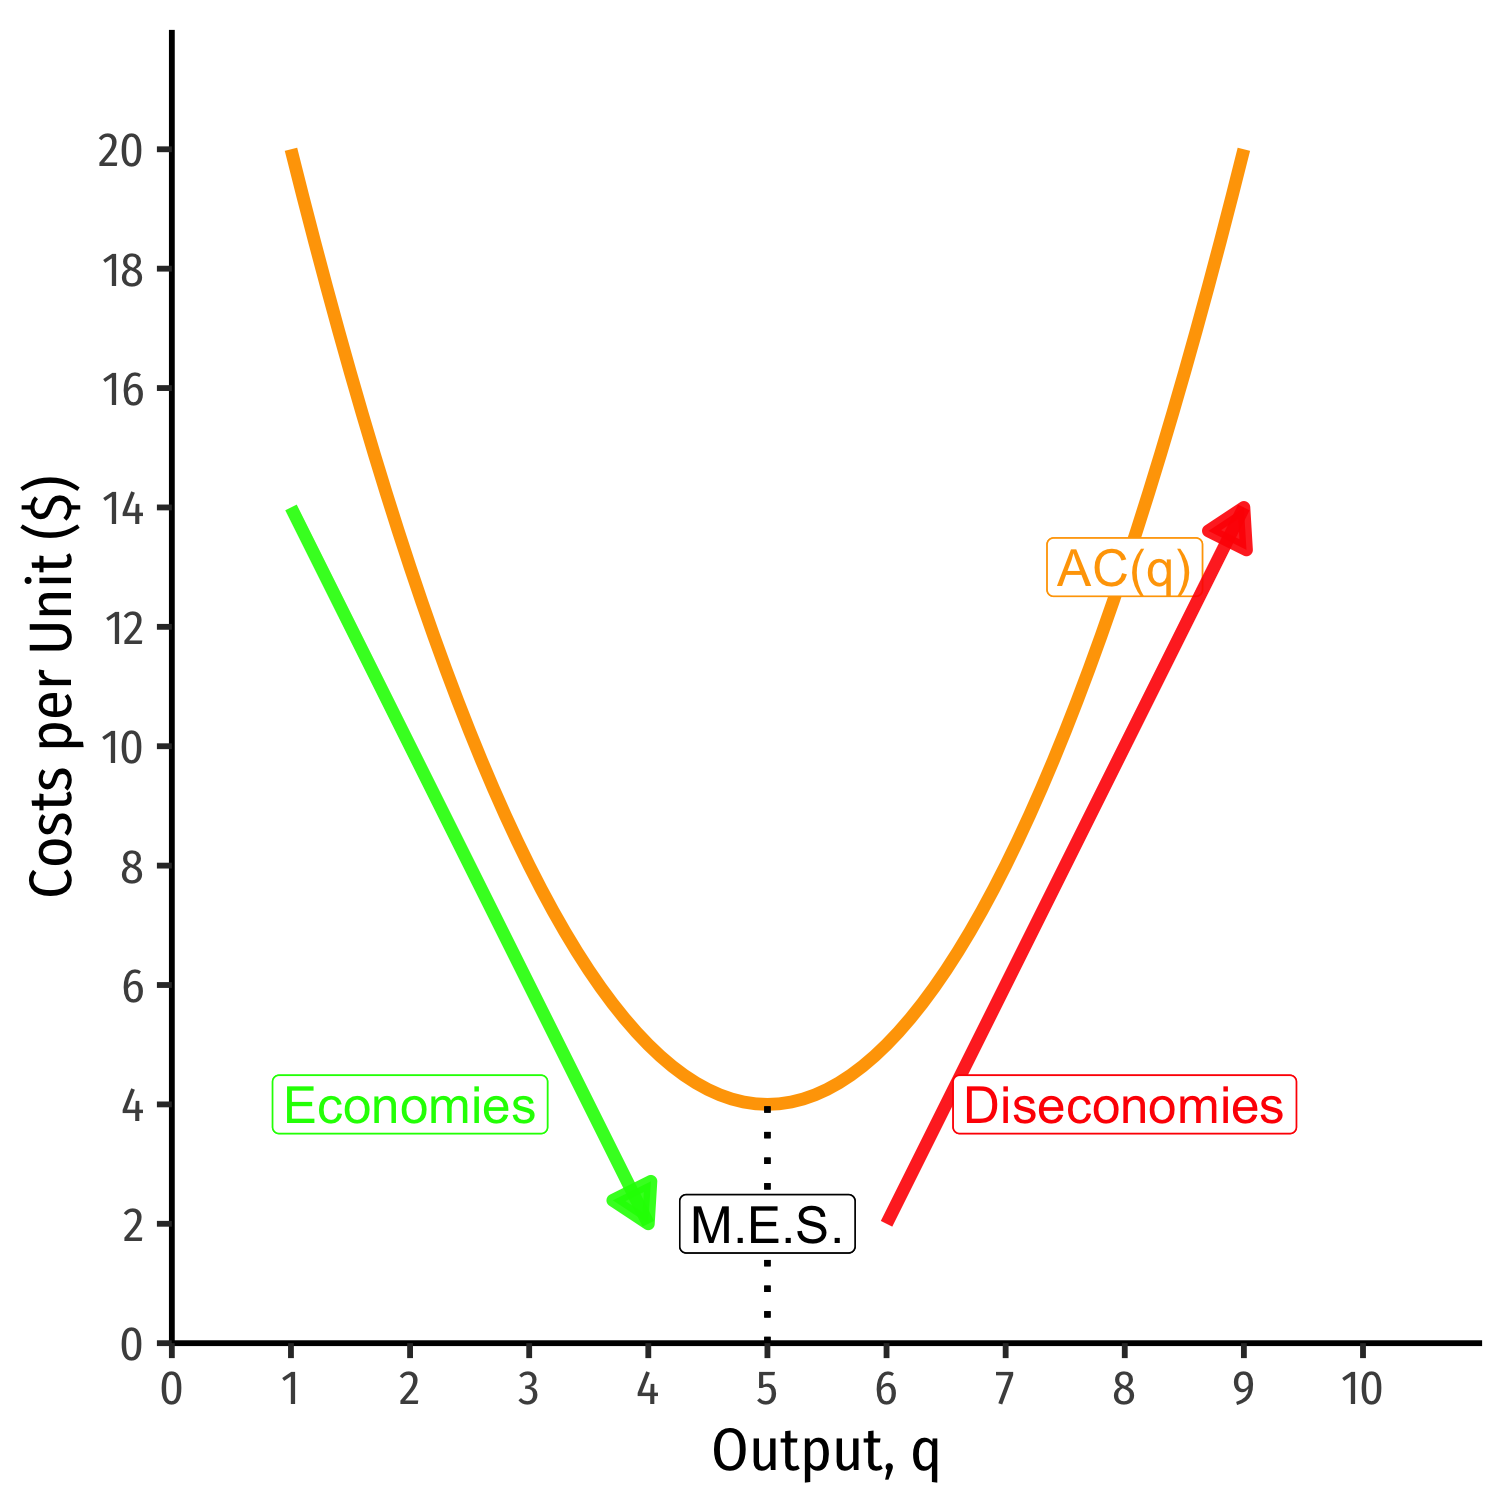 Costs per Unit ($)
20
18
16
14
12
10
8
6
4
2
0
AC(q)
Economies
Diseconomies
M.E.S.
0 1 2 3 4 5 6 7 8 9 10
Output, q